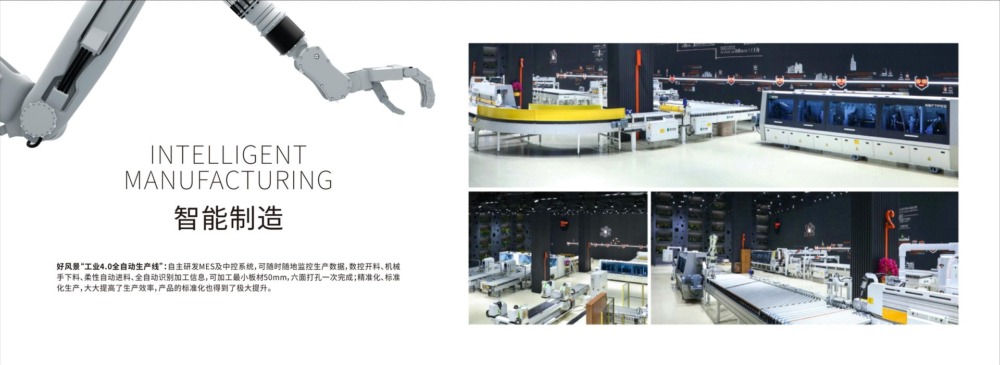 INTELLIGENT
MANUFACTURING
智能制造
好风景“工业4.0全自动生产线”：自主研发MES及中控系统，可随时随地监控生产数据，数控开料、机械
手下料、柔性自动进料、全自动识别加工信息，可加工最小板材50mm，六面打孔一次完成；精准化、标准
化生产，大大提高了生产效率，产品的标准化也得到了极大提升。
SUCCESS
NBF7PCG
Show
2